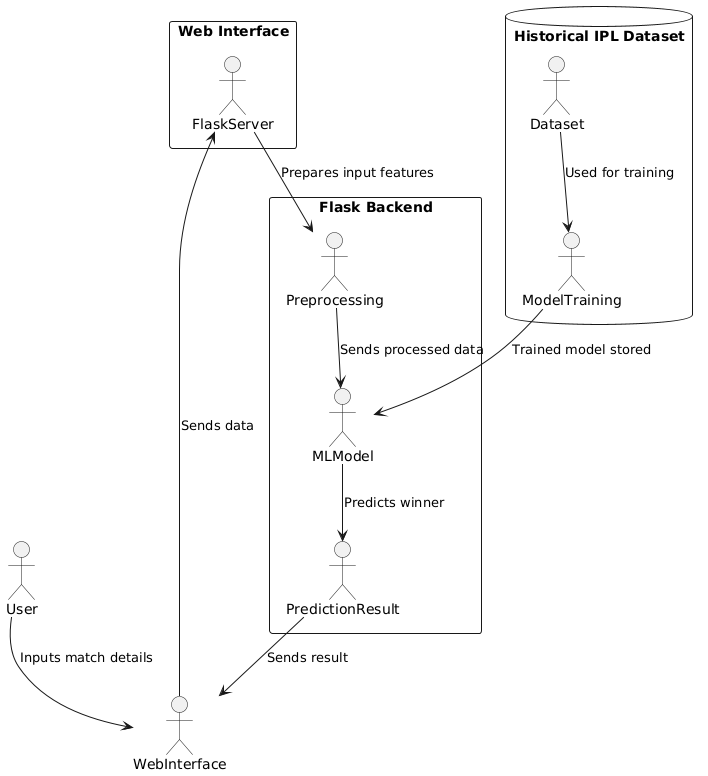 Web Interface
Historical IPL Dataset
FlaskServer
Dataset
Prepares input features
Used for training
Flask Backend
Preprocessing
ModelTraining
Sends processed data
Trained model stored
Sends data
MLModel
Predicts winner
User
PredictionResult
Inputs match details
Sends result
WebInterface